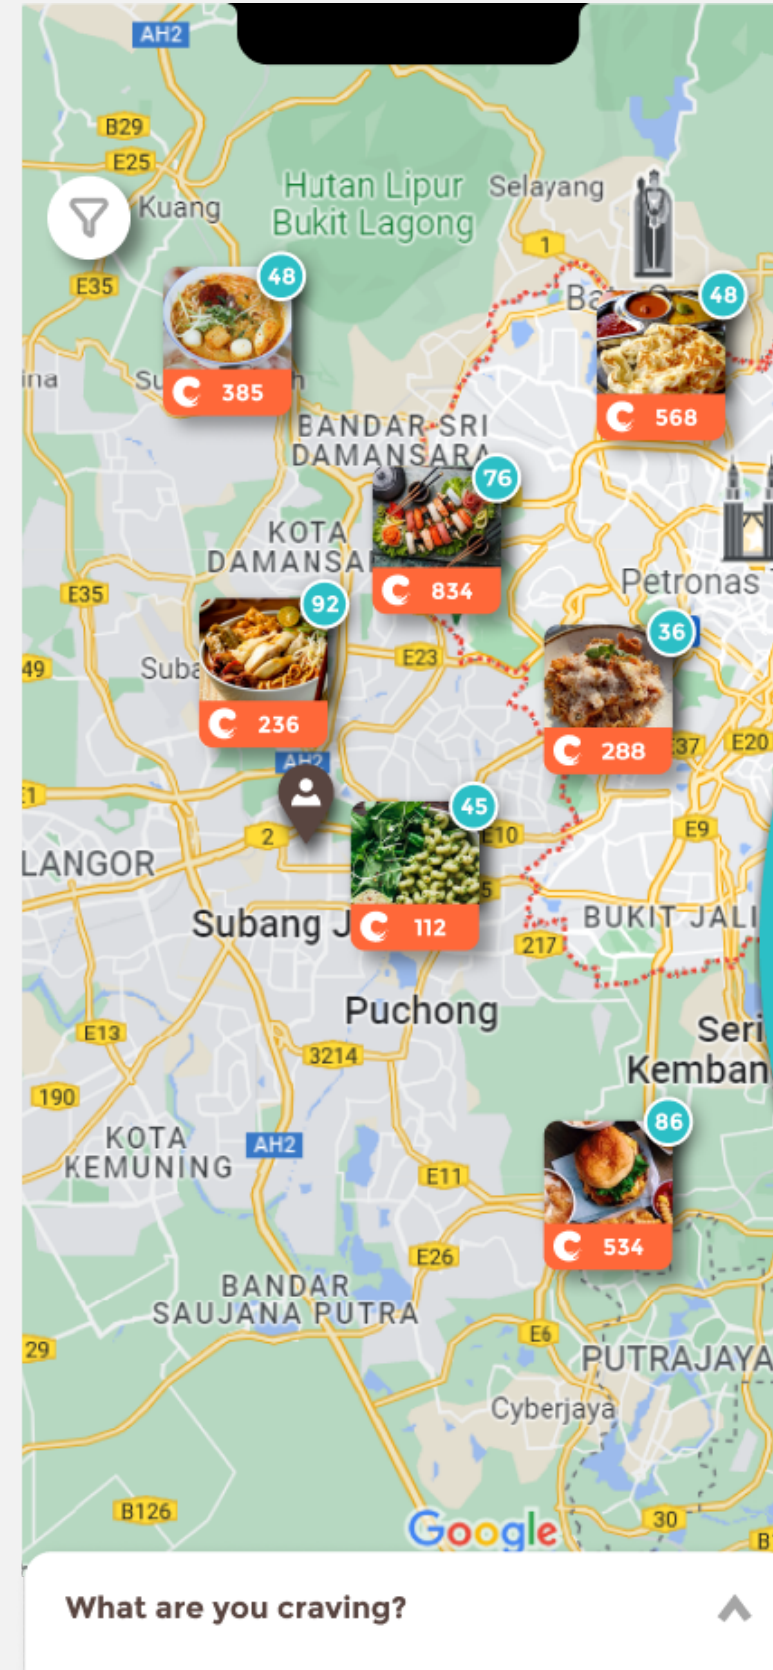 AH2
B29
E25
Hutan Lipur
Bukit Lagong
Selayang
Kuang
1
48
E35
48
385
568
BANDAR SRI
DAMANSARA
76
KOTA
E35
834
Petronas
92
36
E23
49
236
288
E37
E20
AH2
45
2
E10
E9
LANGOR
112
Subang J
BUKIT JALI
217
Puchong
Seri
Kemban
E13
3214
190
86
KOTA
KEMUNING
AH2
E11
534
E26
BANDAR
SAUJANA PUTRA
E6
29
PUTRAJAYA
Cyberjaya
B126
30
Google
What are you craving?